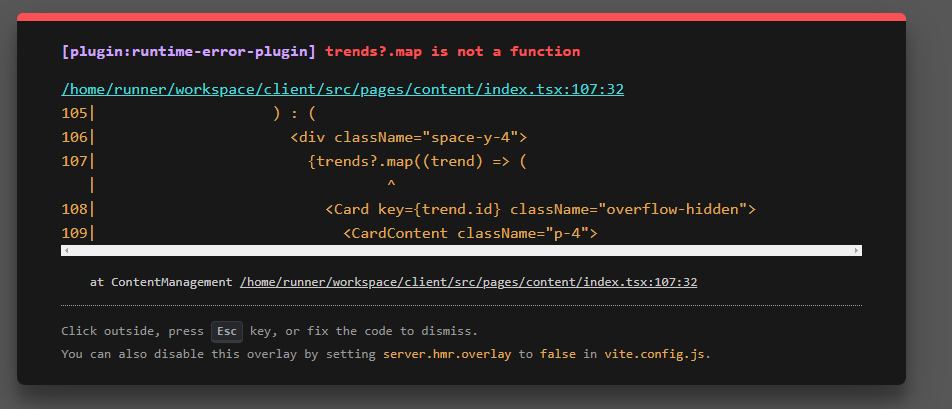 [plugin:runtime-error-plugin] trends?.map is not a function
/home/runner/workspace/client/src/pages/content/index.tsx:107:32
105|                    ) : (
106|                      <div className="space-y-4">
107|                        {trends?.map((trend) => (
   |                                 ^
108|                          <Card key={trend.id} className="overflow-hidden">
109|                            <CardContent className="p-4">
at ContentManagement /home/runner/workspace/client/src/pages/content/index.tsx:107:32
Click outside, press Esc key, or fix the code to dismiss.
You can also disable this overlay by setting server.hmr.overlay to false in vite.config.js.